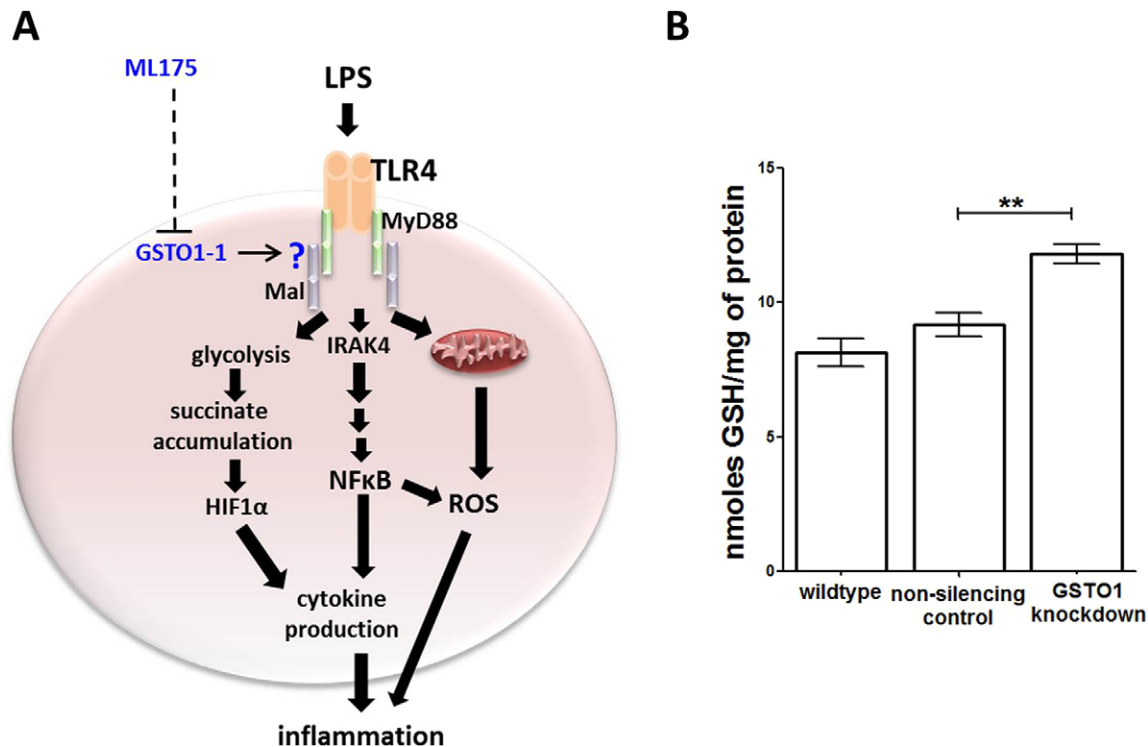 A
ML175
LPS
TLR4
MyD88
GSTO1-1
?
Mal
glycolysis
IRAK4
succinate
accumulation
NFκB
ROS
HIF1α
cytokine
production
inflammation
B
nmoles GSH/mg of protein
15
10
5
0
**
wildtype
non-silencing
control
GSTO1
knockdown